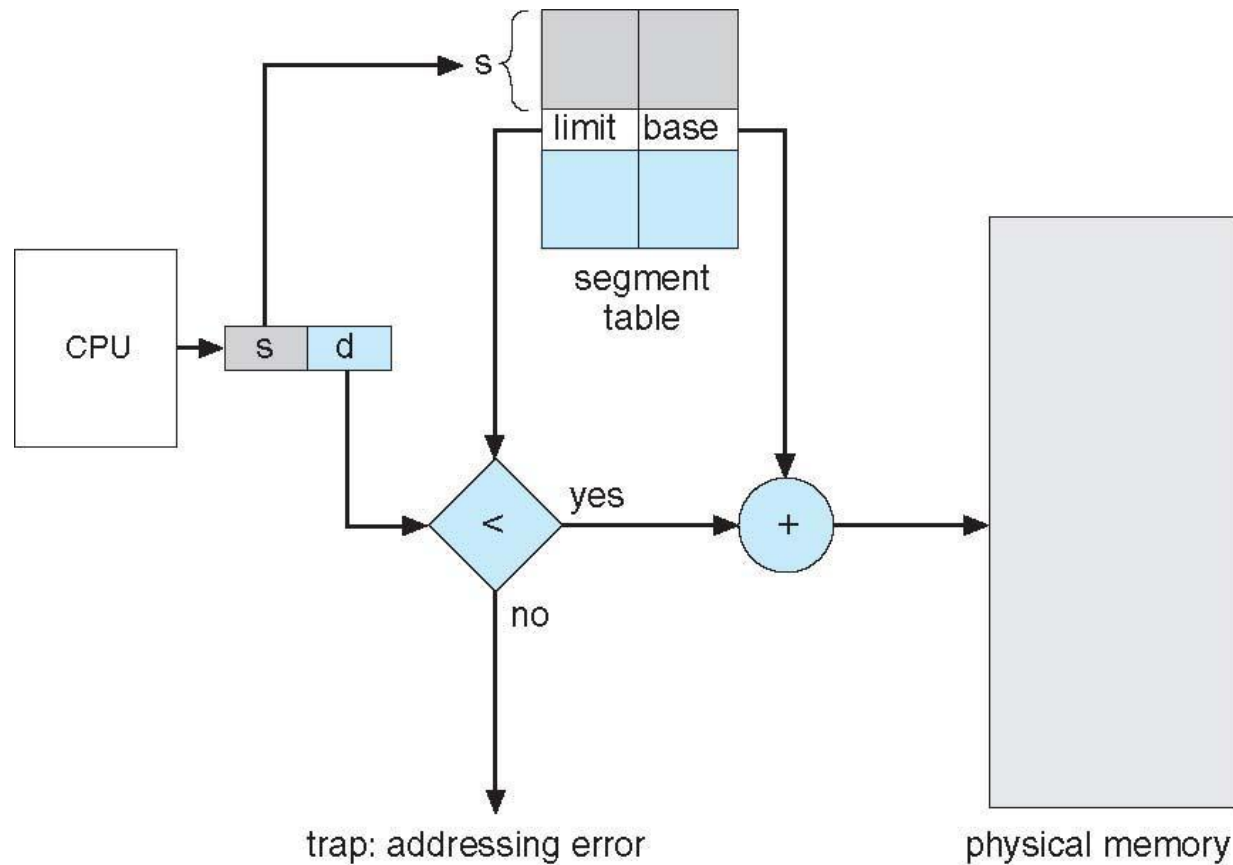 s
limit base
segment
table
CPU
s d
<
yes
+
no
trap: addressing error
physical memory